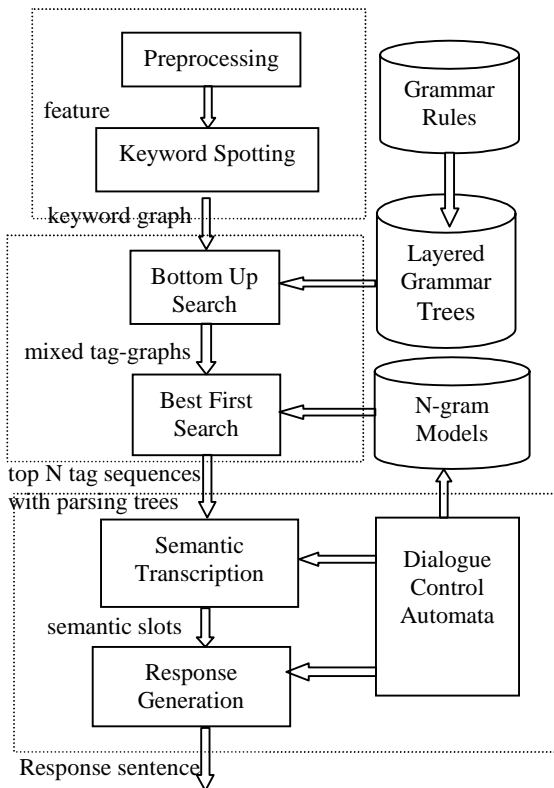 Preprocessing
Grammar
Rules
feature
Keyword Spotting
keyword graph
Layered
Grammar
Trees
Bottom Up
Search
mixed tag-graphs
Best First
Search
N-gram
Models
top N tag sequences
with parsing trees
Semantic
Transcription
Dialogue
Control
Automata
semantic slots
Response
Generation
Response sentence